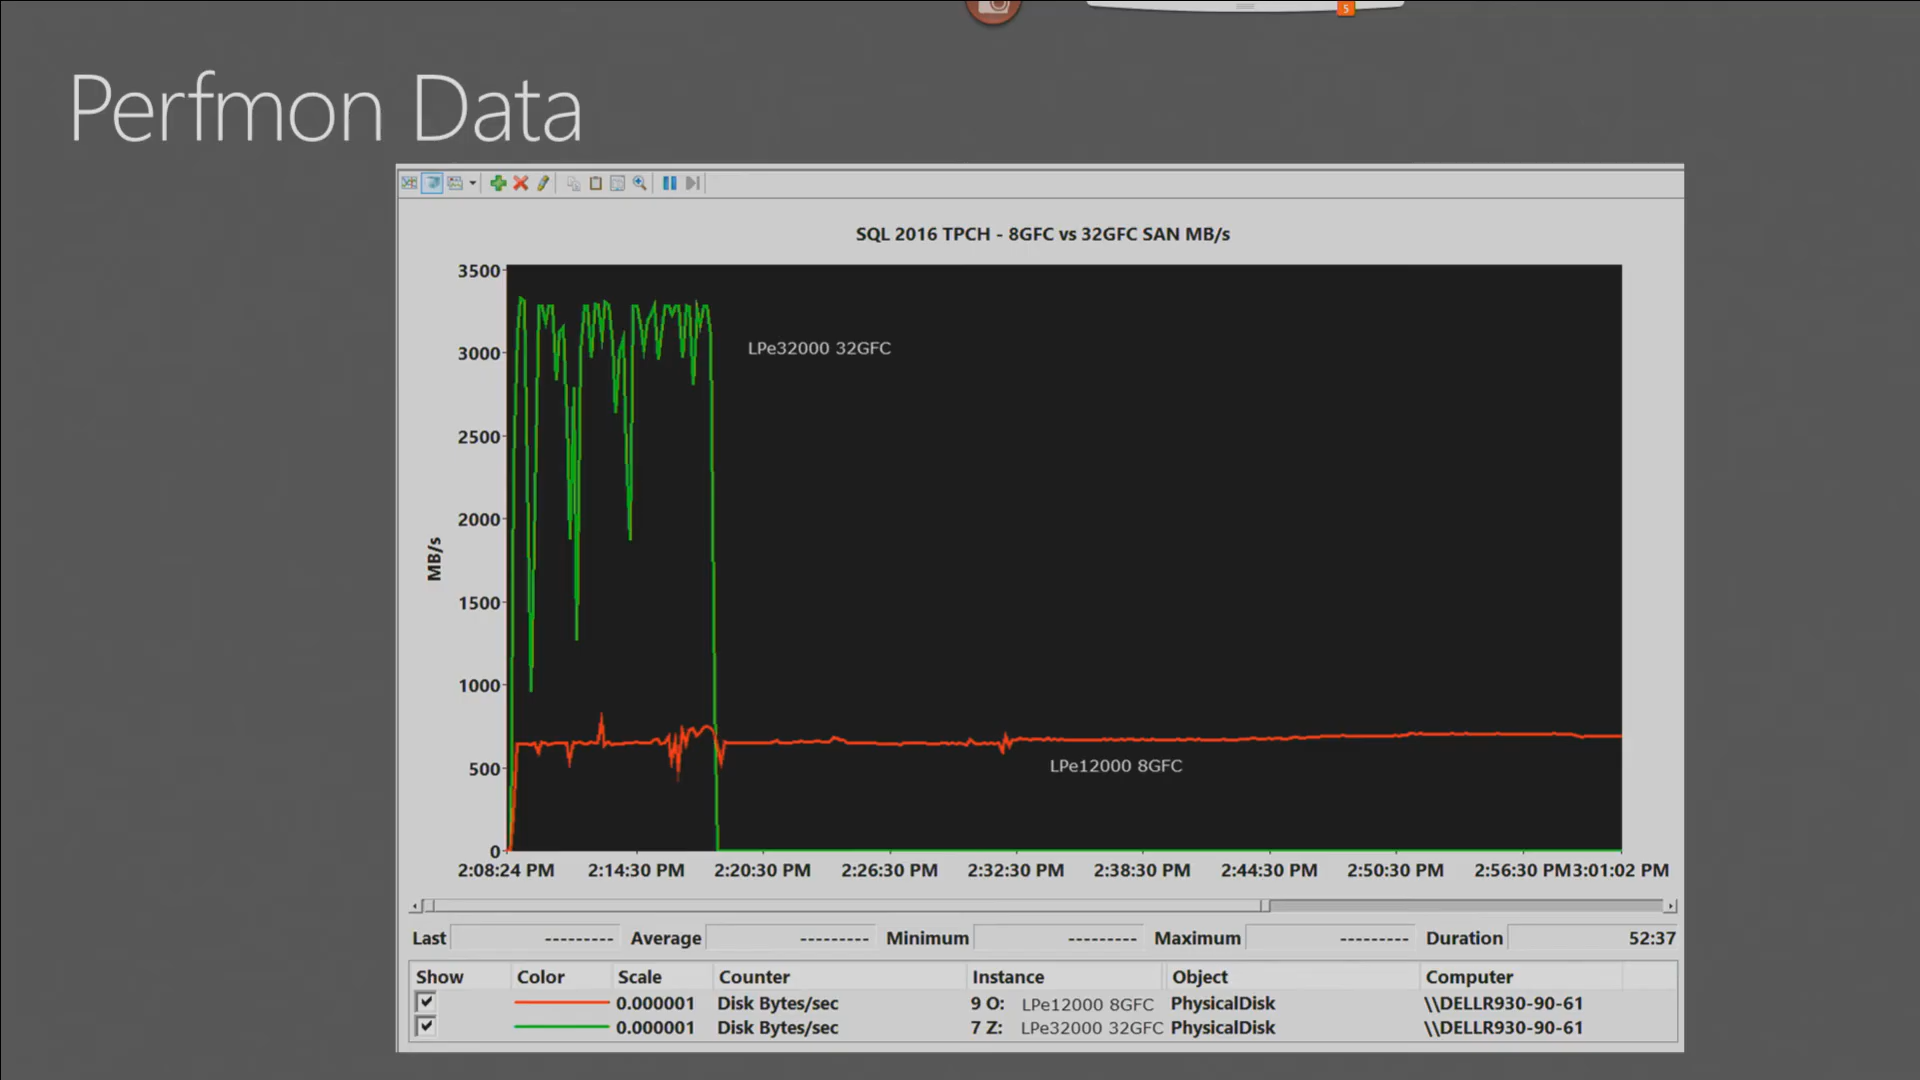 5
Perfmon Data
SQL 2016 TPCH - 8GFC vs 32GFC SAN MB/s
3500
3000
2500
2000
1500
1000
500
0
MB/s
LPe32000 32GFC
LPe12000 8GFC
2:08:24 PM 2:14:30 PM 2:20:30 PM 2:26:30 PM 2:32:30 PM 2:38:30 PM 2:44:30 PM 2:50:30 PM 2:56:30 PM3:01:02 PM
Last --------- Average --------- Minimum --------- Maximum --------- Duration 52:37
Show Color Scale Counter Instance Object Computer
0.000001 Disk Bytes/sec 9 O: LPe12000 8GFC PhysicalDisk \\DELLR930-90-61
0.000001 Disk Bytes/sec 7 Z: LPe32000 32GFC PhysicalDisk \\DELLR930-90-61